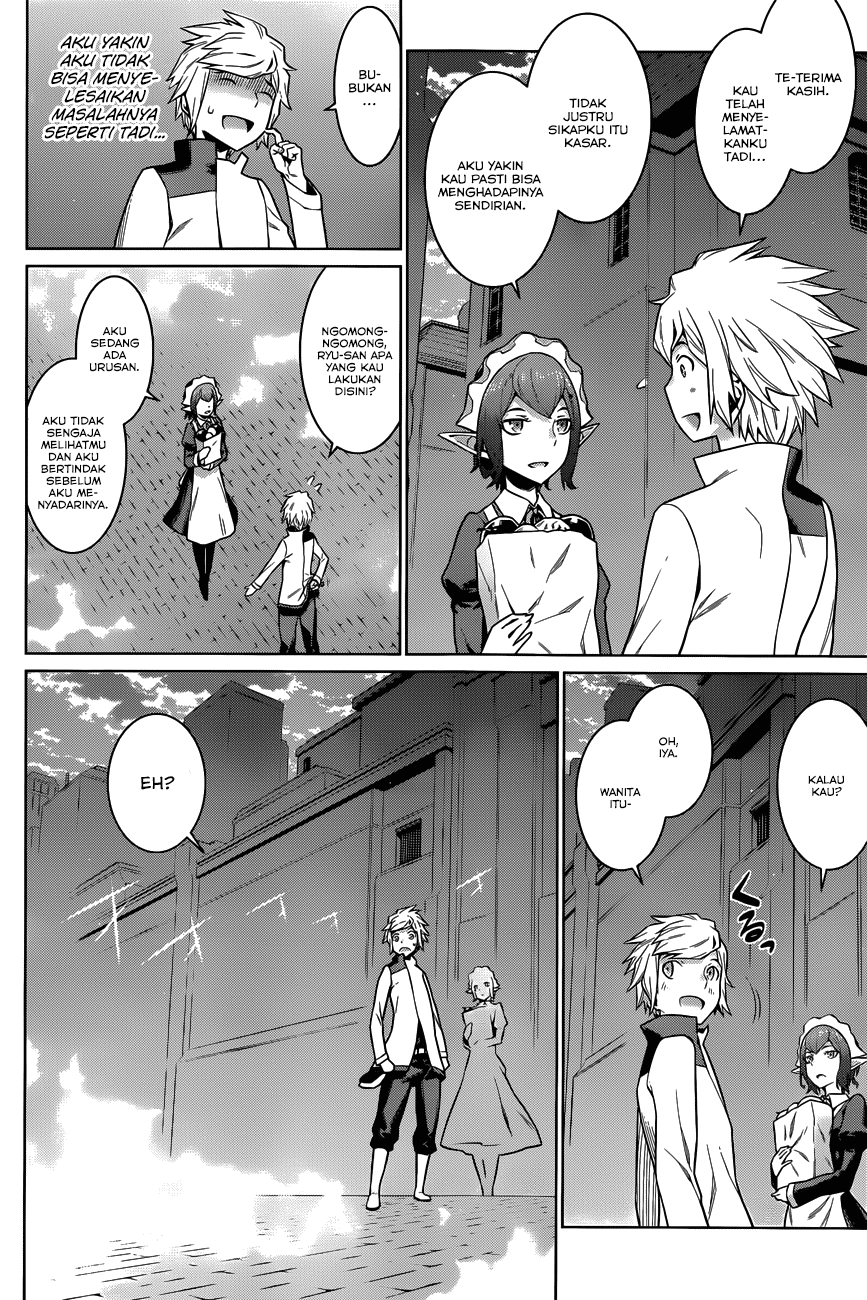 TE-TERIMA
KASIH.
KAU
TELAH
MENYE-
LAMAT-
KANKU
TADI...
TIDAK
JUSTRU
SIKAPKU ITU
KASAR.
AKU YAKIN
KAU PASTI BISA
MENGHADAPINYA
SENDIRIAN.
BU-
BUKAN
...
AKU YAKIN
AKU TIDAK
BISA MENYE-
LESAIKAN
MASALAHNYA
SEPERTI TADI...
NGOMONG-
NGOMONG,
RYU-SAN APA
YANG KAU
LAKUKAN
DISINI?
AKU
SEDANG
ADA
URUSAN.
AKU TIDAK
SENGAJA
MELIHATMU
DAN AKU
BERTINDAK
SEBELUM
AKU ME-
NYADARINYA.
KALAU
KAU?
OH,
IYA.
WANITA
ITU-
くるっ
EH?